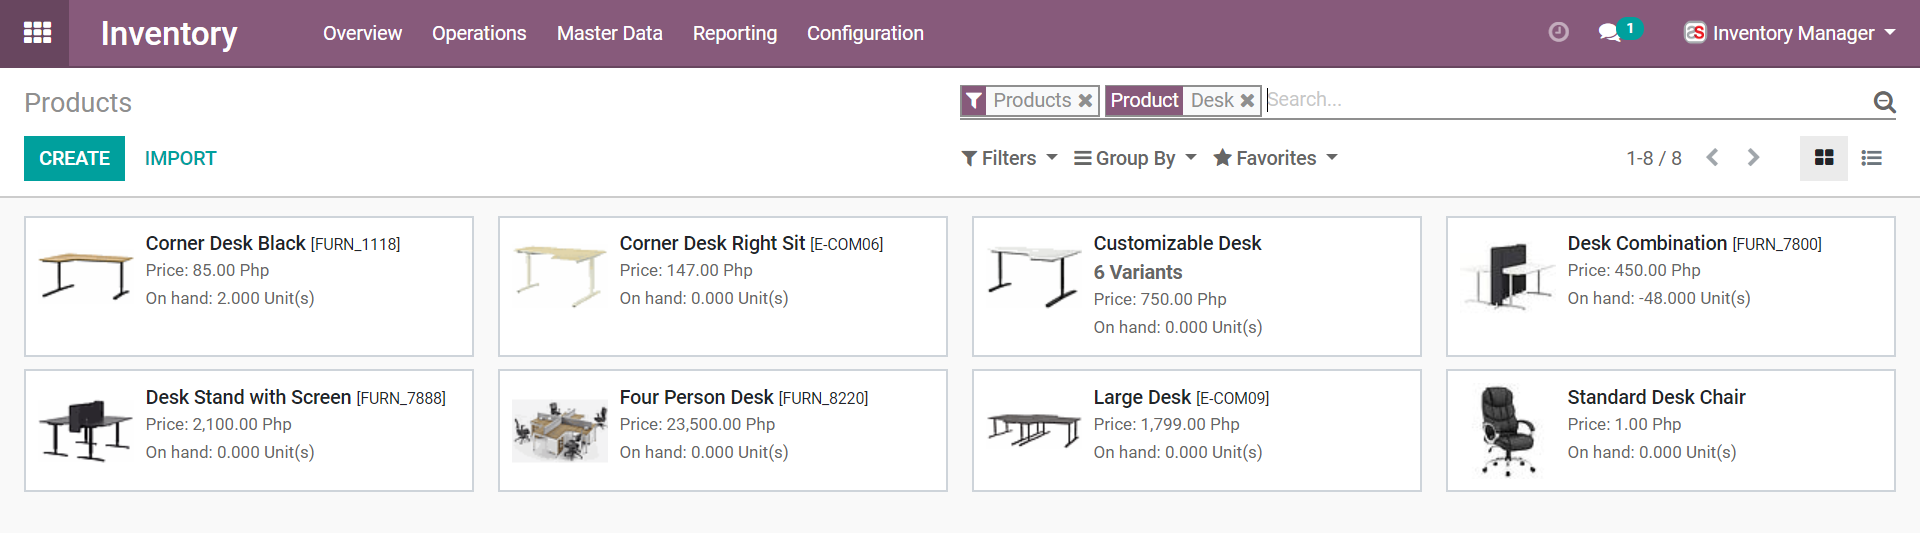 Inventory Overview Operations Master Data Reporting Configuration 1 Inventory Manager
Products Products Product Desk Search...
CREATE IMPORT Filters Group By Favorites 1-8 / 8
Corner Desk Black [FURN_1118]
Price: 85.00 Php
On hand: 2.000 Unit(s)
Corner Desk Right Sit [E-COM06]
Price: 147.00 Php
On hand: 0.000 Unit(s)
Customizable Desk
6 Variants
Price: 750.00 Php
On hand: 0.000 Unit(s)
Desk Combination [FURN_7800]
Price: 450.00 Php
On hand: -48.000 Unit(s)
Desk Stand with Screen [FURN_7888]
Price: 2,100.00 Php
On hand: 0.000 Unit(s)
Four Person Desk [FURN_8220]
Price: 23,500.00 Php
On hand: 0.000 Unit(s)
Large Desk [E-COM09]
Price: 1,799.00 Php
On hand: 0.000 Unit(s)
Standard Desk Chair
Price: 1.00 Php
On hand: 0.000 Unit(s)